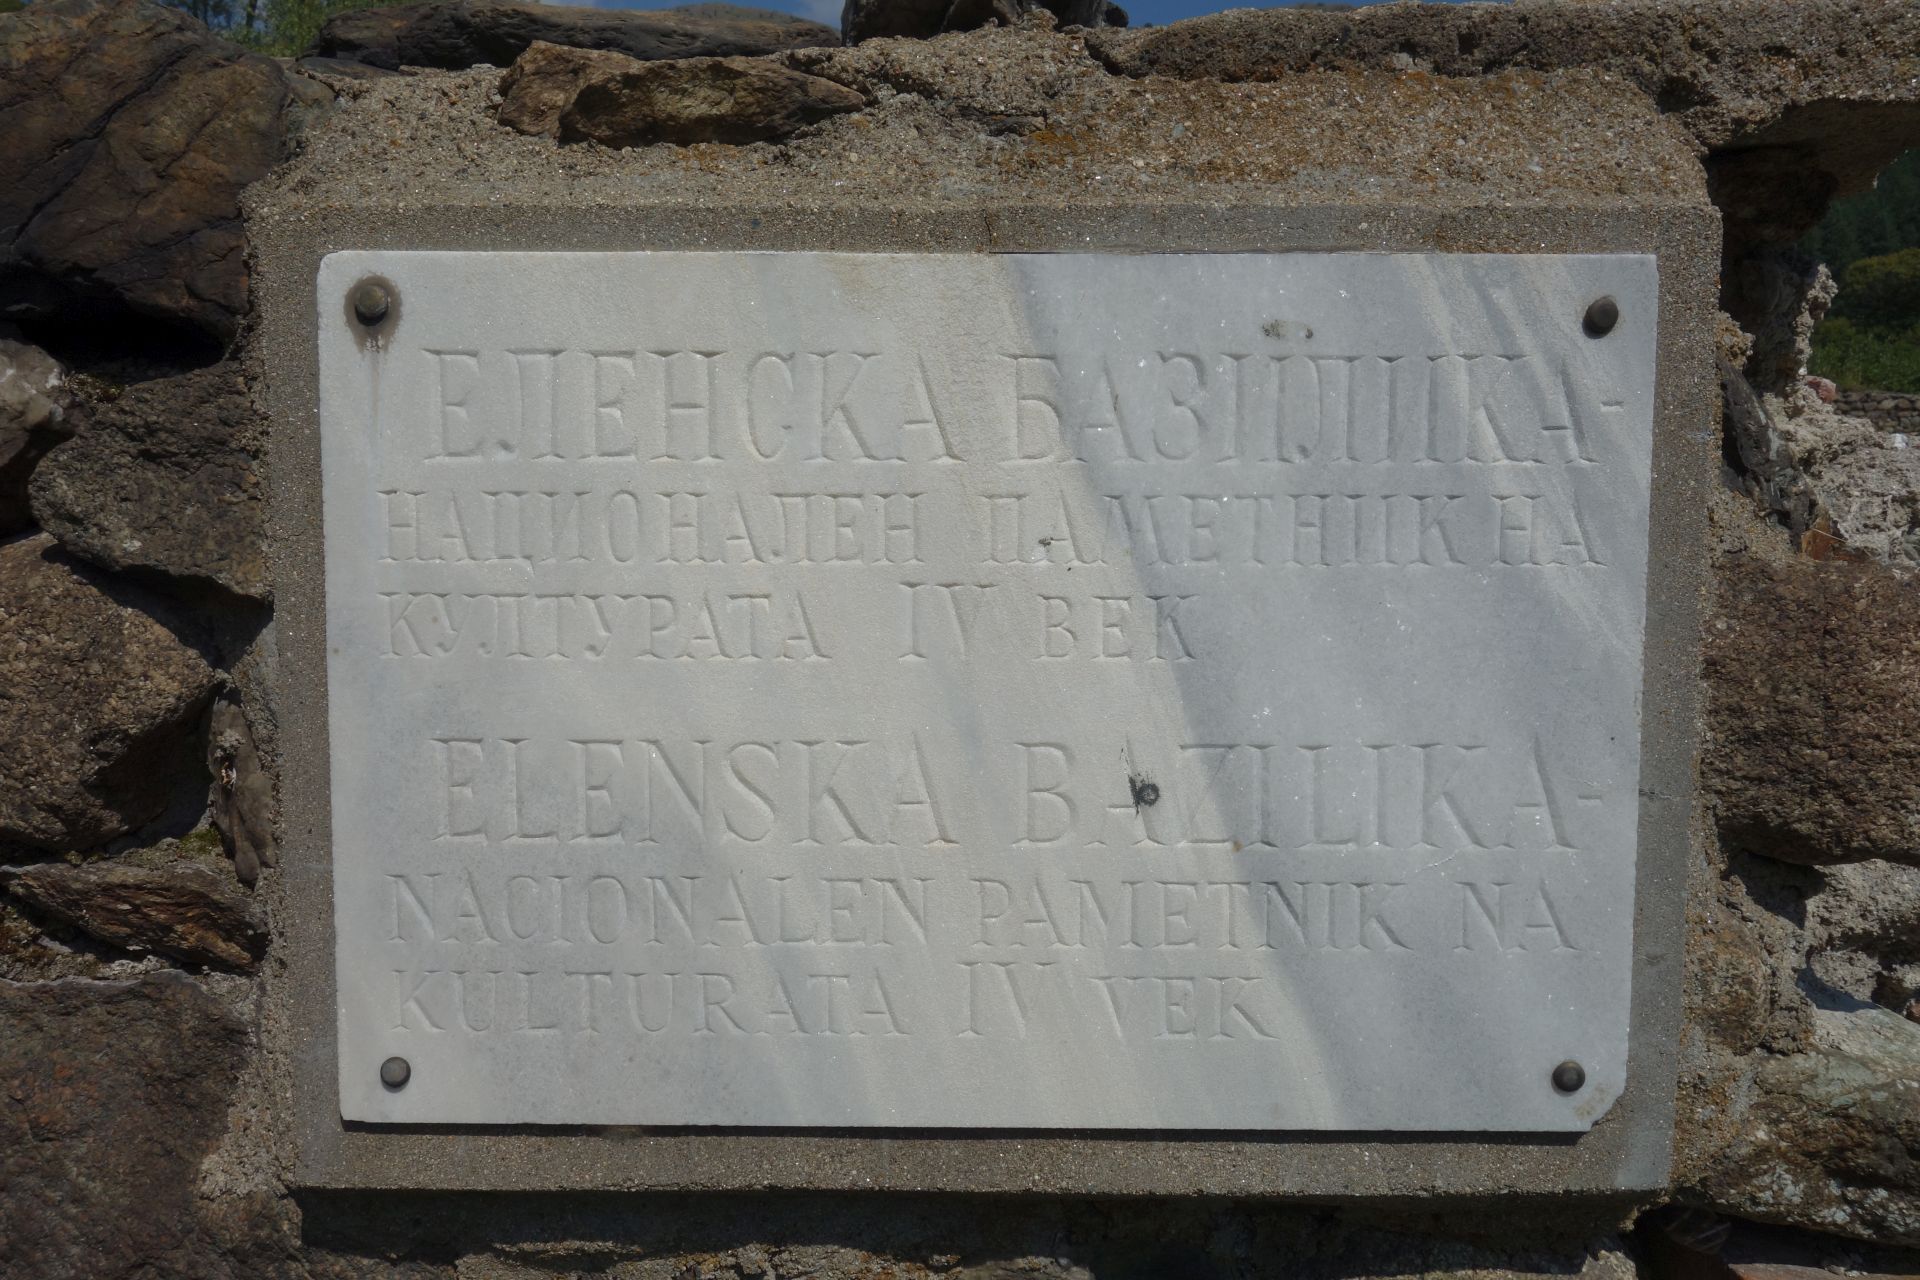 ЕЛЕНСКА БАЗИЛИКА-
НАЦИОНАЛЕН ПАМЕТНИК НА
КУЛТУРАТА IV ВЕК
ELENSKA BAZILIKA-
NACIONALEN PAMETNIK NA
KULTURATA IV VEK